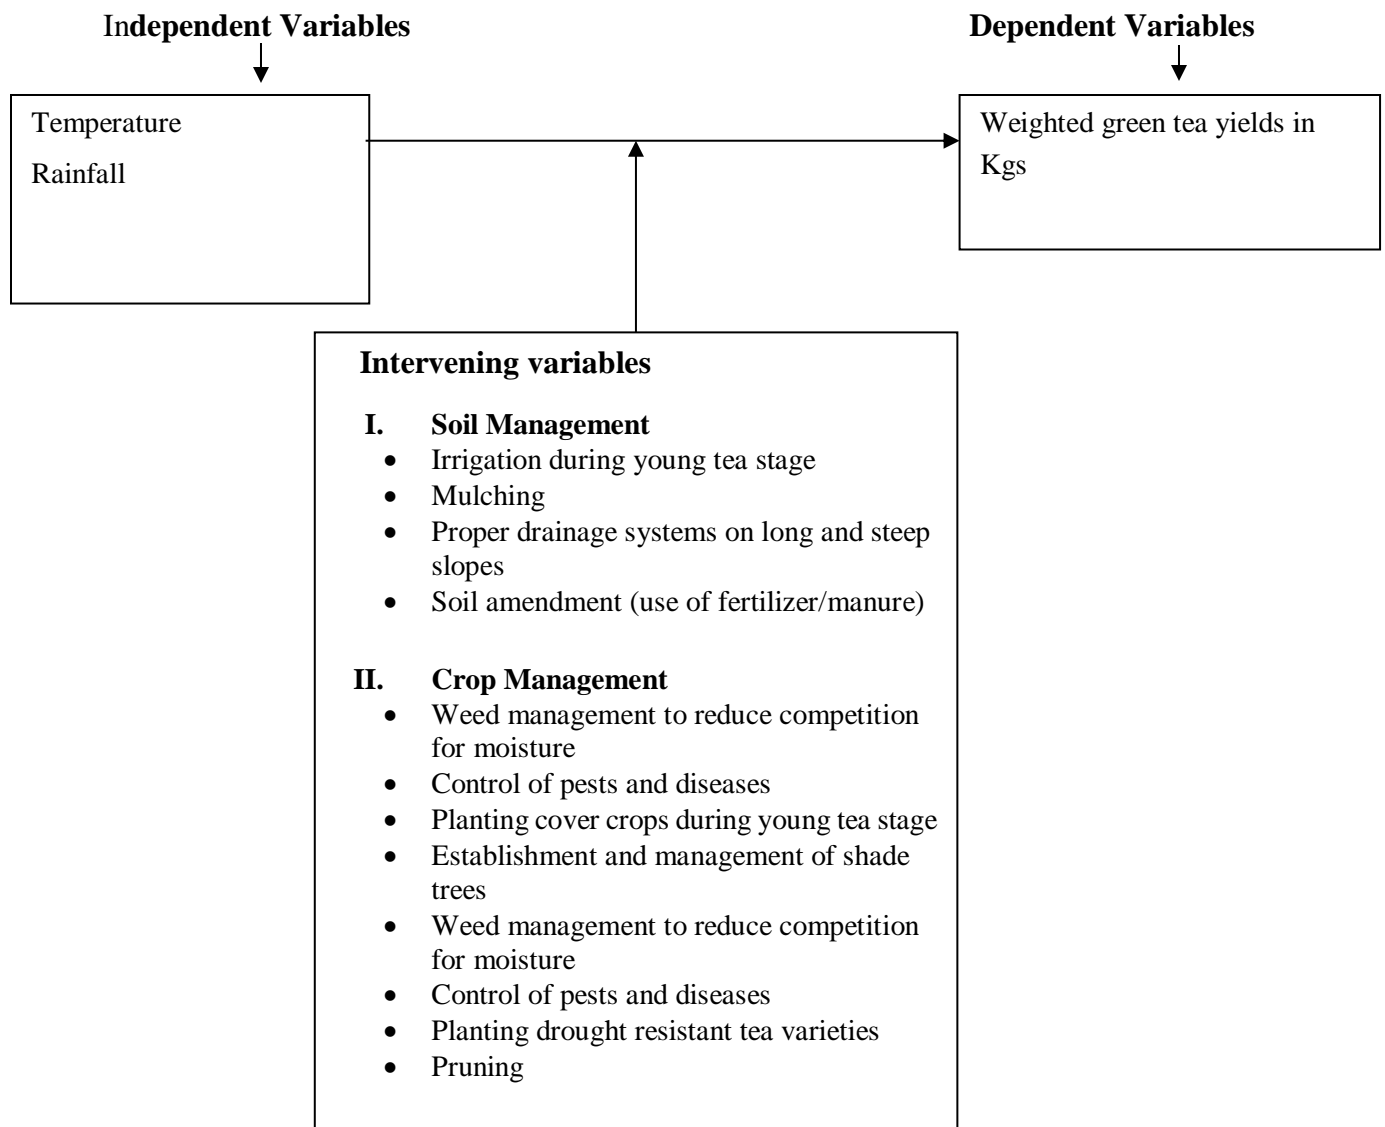 Independent Variables
Dependent Variables
Temperature
Rainfall
Weighted green tea yields in
Kgs
Intervening variables
I. Soil Management
• Irrigation during young tea stage
• Mulching
• Proper drainage systems on long and steep
slopes
• Soil amendment (use of fertilizer/manure)
II. Crop Management
• Weed management to reduce competition
for moisture
• Control of pests and diseases
• Planting cover crops during young tea stage
• Establishment and management of shade
trees
• Weed management to reduce competition
for moisture
• Control of pests and diseases
• Planting drought resistant tea varieties
• Pruning